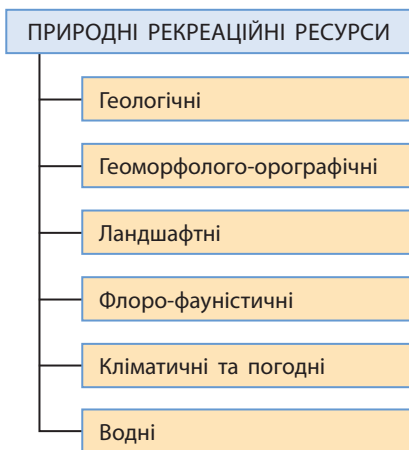 ПРИРОДНІ РЕКРЕАЦІЙНІ РЕСУРСИ
Геологічні
Геоморфолого-орографічні
Ландшафтні
Флоро-фауністичні
Кліматичні та погодні
Водні